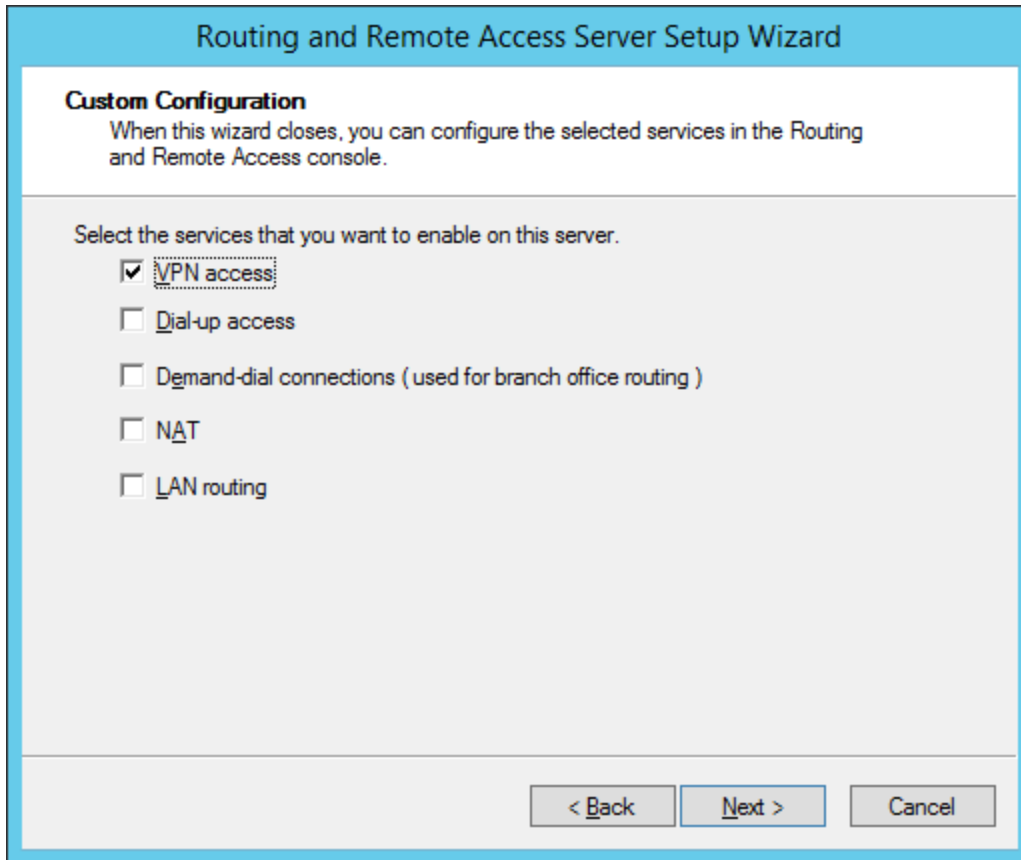 Routing and Remote Access Server Setup Wizard
Custom Configuration
When this wizard closes, you can configure the selected services in the Routing
and Remote Access console.
Select the services that you want to enable on this server.
VPN access
Dial-up access
Demand-dial connections ( used for branch office routing )
NAT
LAN routing
< Back
Next >
Cancel